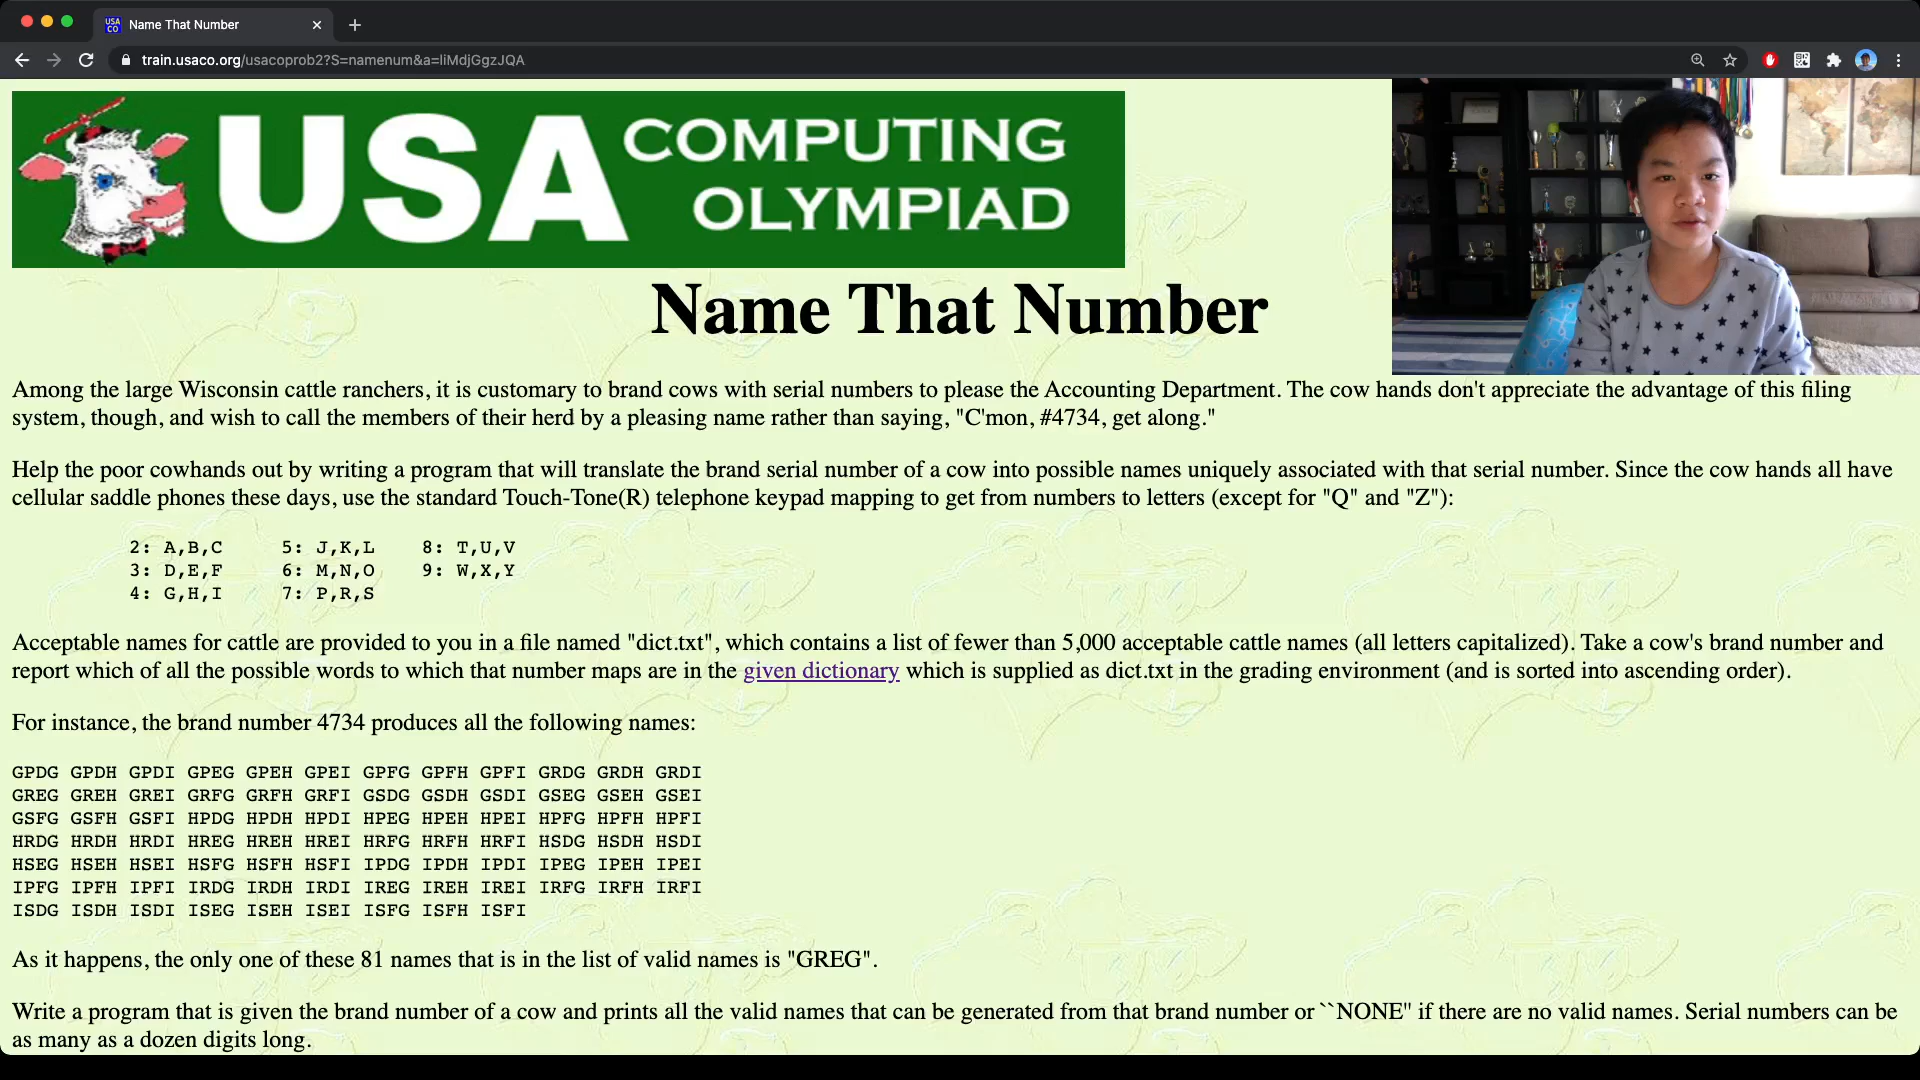 USA CO Name That Number
train.usaco.org/usacoprob2?S=namenum&a=liMdjGgzJQA
USA COMPUTING OLYMPIAD
Name That Number
Among the large Wisconsin cattle ranchers, it is customary to brand cows with serial numbers to please the Accounting Department. The cow hands don't appreciate the advantage of this filing
system, though, and wish to call the members of their herd by a pleasing name rather than saying, "C'mon, #4734, get along."
Help the poor cowhands out by writing a program that will translate the brand serial number of a cow into possible names uniquely associated with that serial number. Since the cow hands all have
cellular saddle phones these days, use the standard Touch-Tone(R) telephone keypad mapping to get from numbers to letters (except for "Q" and "Z"):
2: A,B,C 5: J,K,L 8: T,U,V
3: D,E,F 6: M,N,O 9: W,X,Y
4: G,H,I 7: P,R,S
Acceptable names for cattle are provided to you in a file named "dict.txt", which contains a list of fewer than 5,000 acceptable cattle names (all letters capitalized). Take a cow's brand number and
report which of all the possible words to which that number maps are in the given dictionary which is supplied as dict.txt in the grading environment (and is sorted into ascending order).
For instance, the brand number 4734 produces all the following names:
GPDG GPDH GPDI GPEG GPEH GPEI GPFG GPFH GPFI GRDG GRDH GRDI
GREG GREH GREI GRFG GRFH GRFI GSDG GSDH GSDI GSEG GSEH GSEI
GSFG GSFH GSFI HPDG HPDH HPDI HPEG HPEH HPEI HPFG HPFH HPFI
HRDG HRDH HRDI HREG HREH HREI HRFG HRFH HRFI HSDG HSDH HSDI
HSEG HSEH HSEI HSFG HSFH HSFI IPDG IPDH IPDI IPEG IPEH IPEI
IPFG IPFH IPFI IRDG IRDH IRDI IREG IREH IREI IRFG IRFH IRFI
ISDG ISDH ISDI ISEG ISEH ISEI ISFG ISFH ISFI
As it happens, the only one of these 81 names that is in the list of valid names is "GREG".
Write a program that is given the brand number of a cow and prints all the valid names that can be generated from that brand number or ``NONE'' if there are no valid names. Serial numbers can be
as many as a dozen digits long.